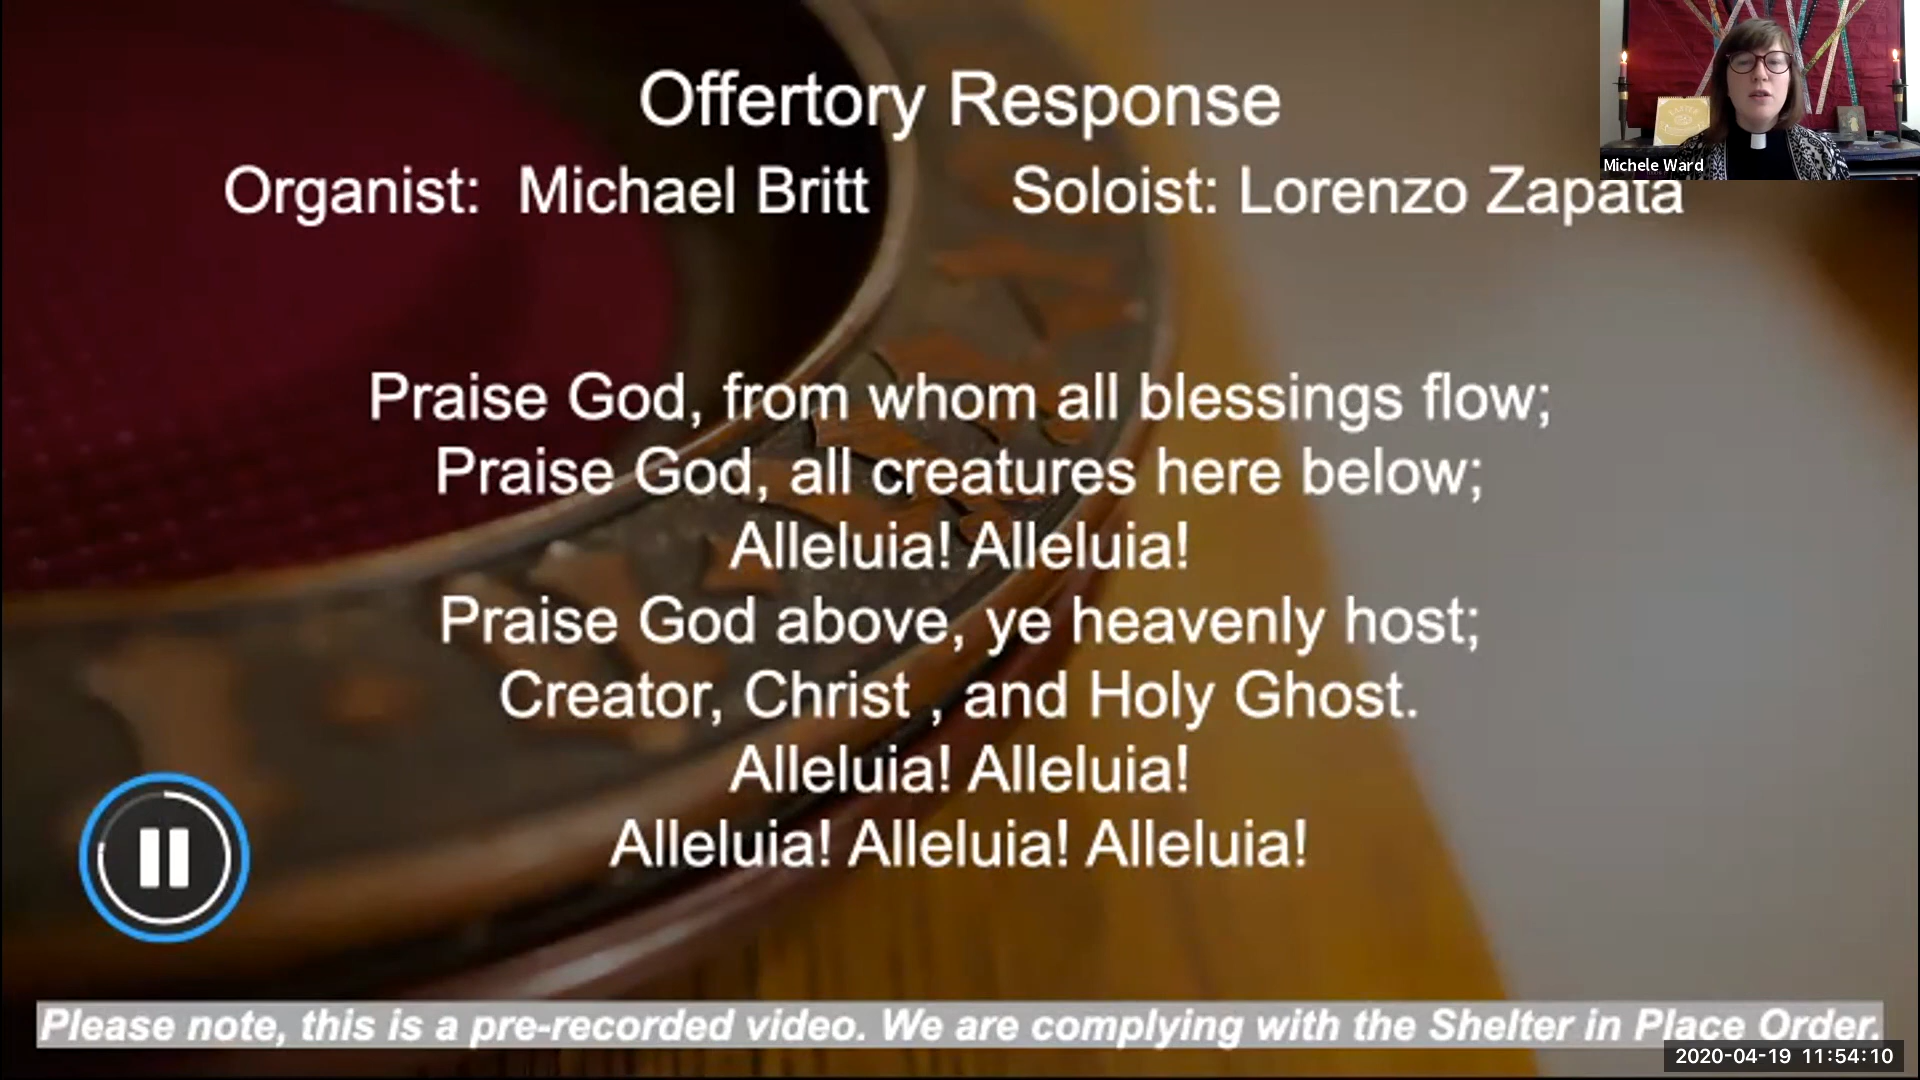 Offertory Response
Organist: Michael Britt Soloist: Lorenzo Zapata
Michele Ward
Praise God, from whom all blessings flow;
Praise God, all creatures here below;
Alleluia! Alleluia!
Praise God above, ye heavenly host;
Creator, Christ , and Holy Ghost.
Alleluia! Alleluia!
Alleluia! Alleluia! Alleluia!
Please note, this is a pre-recorded video. We are complying with the Shelter in Place Order.
2020-04-19 11:54:10